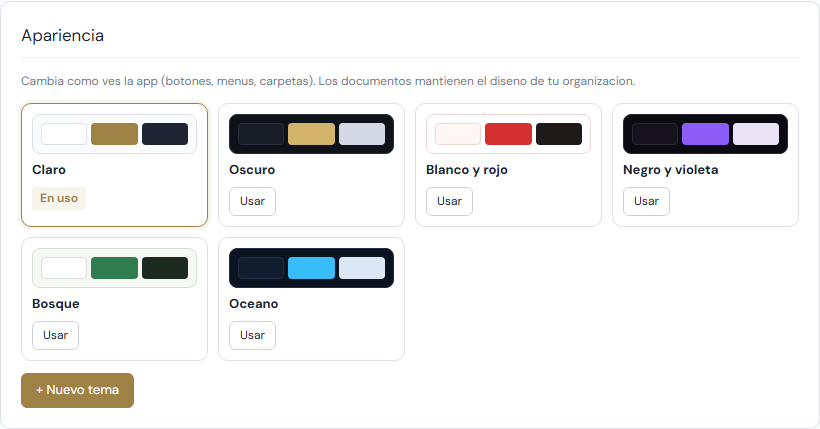 Apariencia
Cambia como ves la app (botones, menus, carpetas). Los documentos mantienen el diseno de tu organizacion.
Claro
En uso
Oscuro
Usar
Blanco y rojo
Usar
Negro y violeta
Usar
Bosque
Usar
Oceano
Usar
+ Nuevo tema